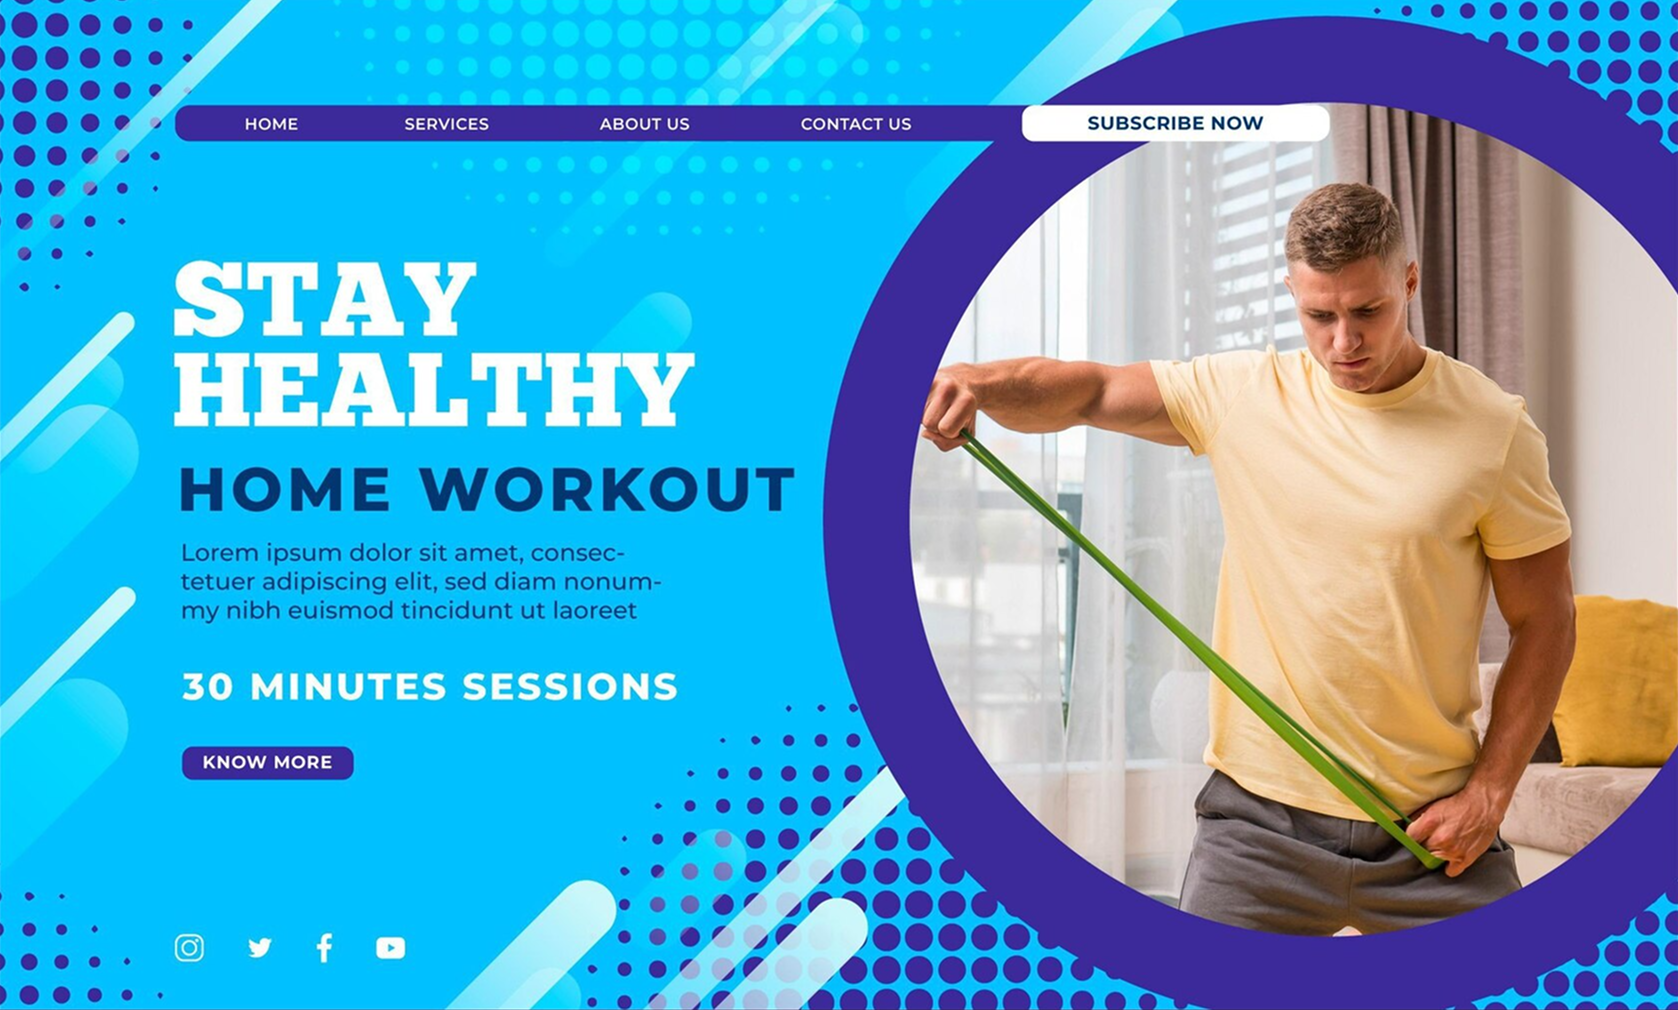 HOME SERVICES ABOUT US CONTACT US SUBSCRIBE NOW
STAY
HEALTHY
HOME WORKOUT
Lorem ipsum dolor sit amet, consec-
tetuer adipiscing elit, sed diam nonum-
my nibh euismod tincidunt ut laoreet
30 MINUTES SESSIONS
KNOW MORE